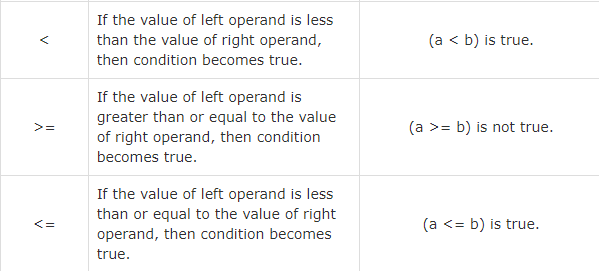 <
If the value of left operand is less
than the value of right operand,
then condition becomes true.
(a < b) is true.
>=
If the value of left operand is
greater than or equal to the value
of right operand, then condition
becomes true.
(a >= b) is not true.
<=
If the value of left operand is less
than or equal to the value of right
operand, then condition becomes
true.
(a <= b) is true.